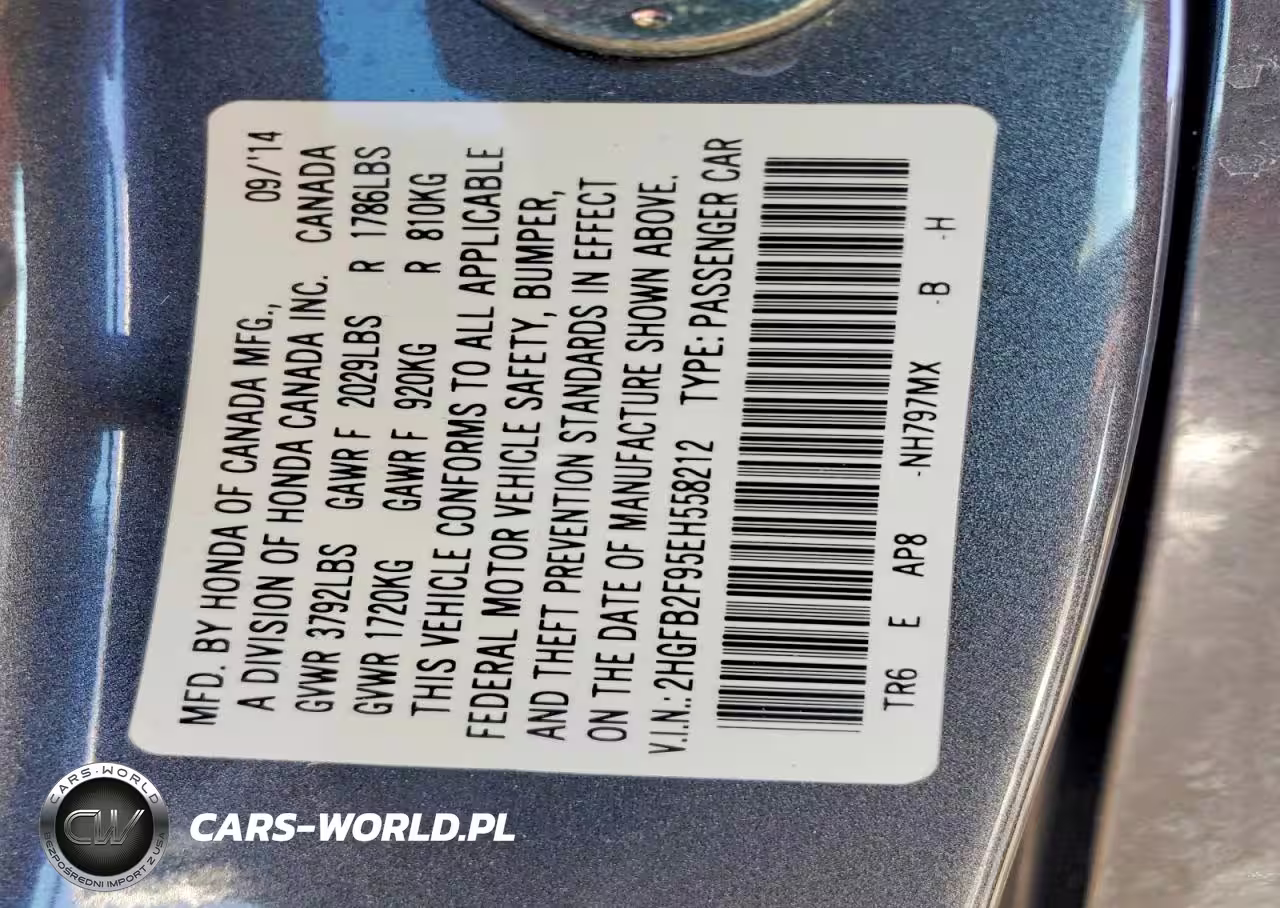 MFD. BY HONDA OF CANADA MFG., 09/'14
A DIVISION OF HONDA CANADA INC. CANADA
GVWR 3792LBS GAWR F 2029LBS R 1786LBS
GVWR 1720KG GAWR F 920KG R 810KG
THIS VEHICLE CONFORMS TO ALL APPLICABLE
FEDERAL MOTOR VEHICLE SAFETY, BUMPER,
AND THEFT PREVENTION STANDARDS IN EFFECT
ON THE DATE OF MANUFACTURE SHOWN ABOVE.
V.I.N.: 2HGFB2F95EH558212 TYPE: PASSENGER CAR
TR6 E AP8 -NH797MX -B -H
CARS-WORLD
CW
BEZPOŚREDNI IMPORT Z USA
CARS-WORLD.PL